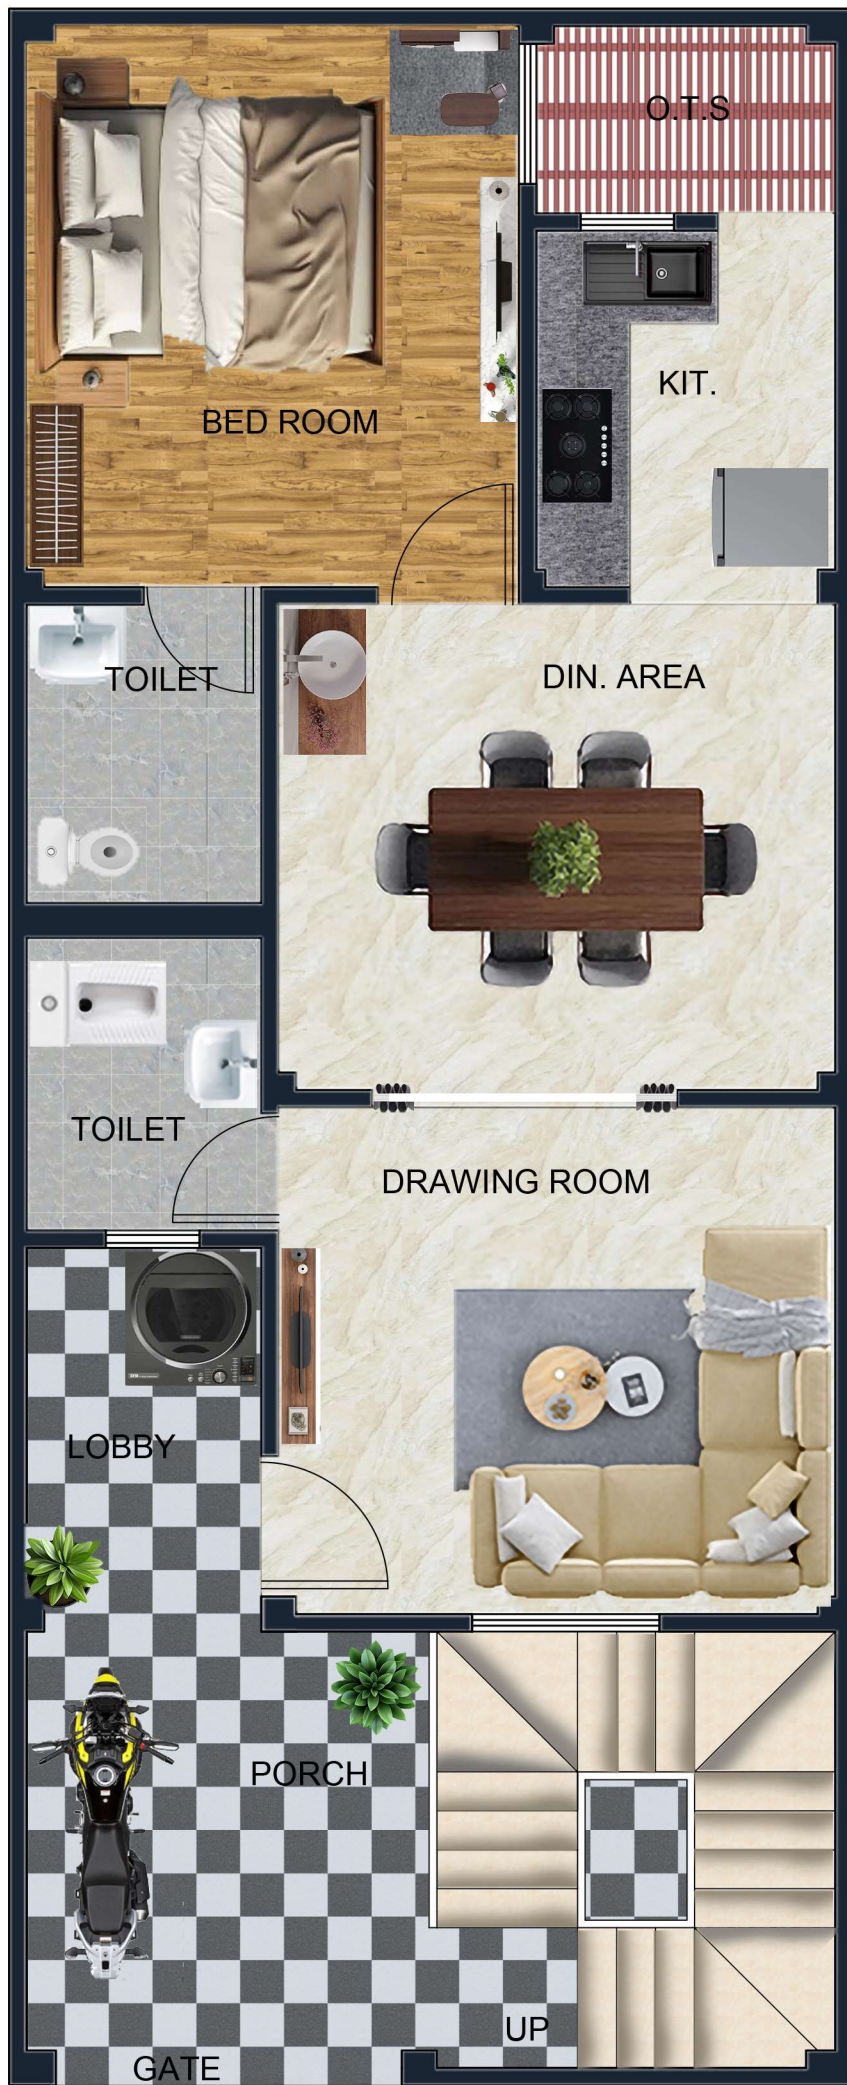 O.T.S
KIT.
BED ROOM
TOILET
DIN. AREA
TOILET
DRAWING ROOM
LOBBY
PORCH
UP
GATE